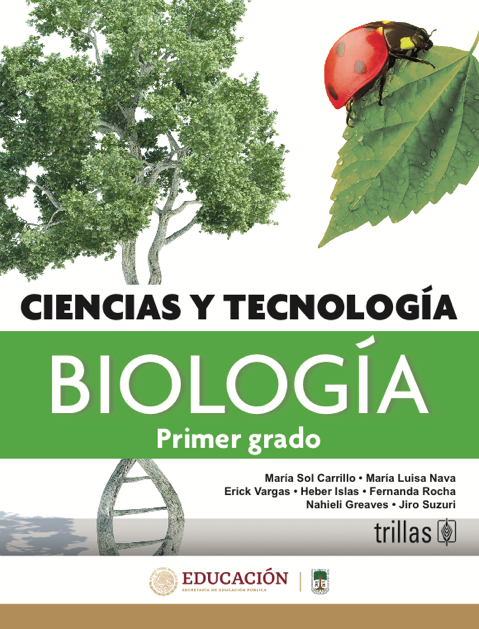 CIENCIAS Y TECNOLOGÍA
BIOLOGÍA
Primer grado
María Sol Carrillo • María Luisa Nava
Erick Vargas • Heber Islas • Fernanda Rocha
Nahieli Greaves • Jiro Suzuri
trillas
EDUCACIÓN
SECRETARÍA DE EDUCACIÓN PÚBLICA